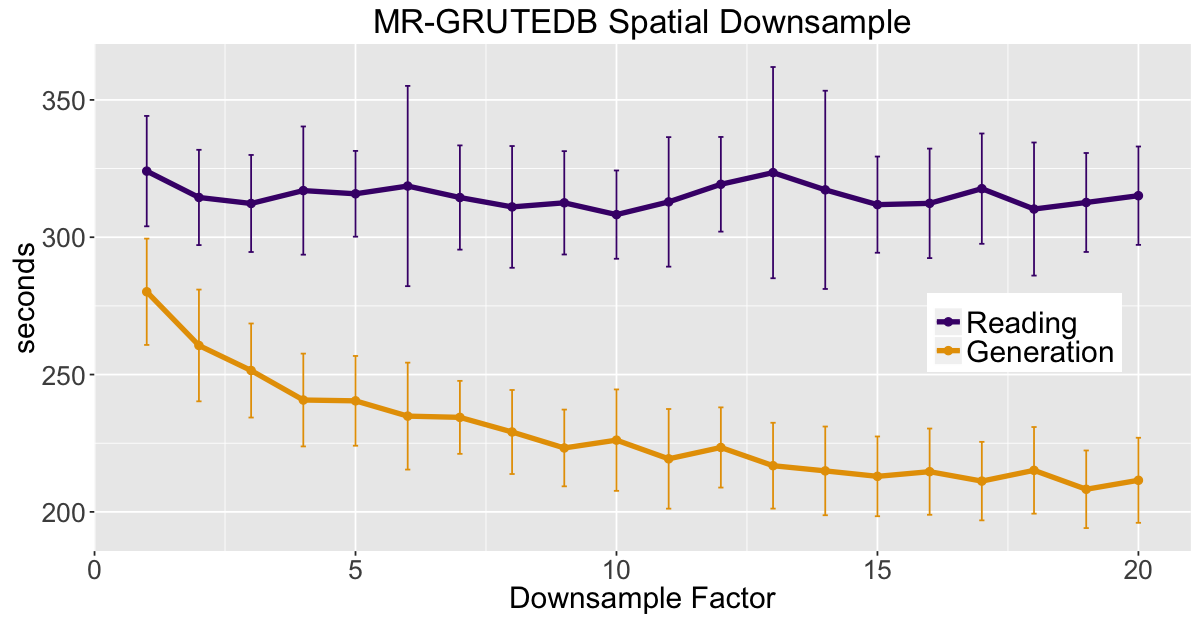 MR-GRUTEDB Spatial Downsample
350
300
250
200
seconds
Reading
Generation
0 5 10 15 20
Downsample Factor